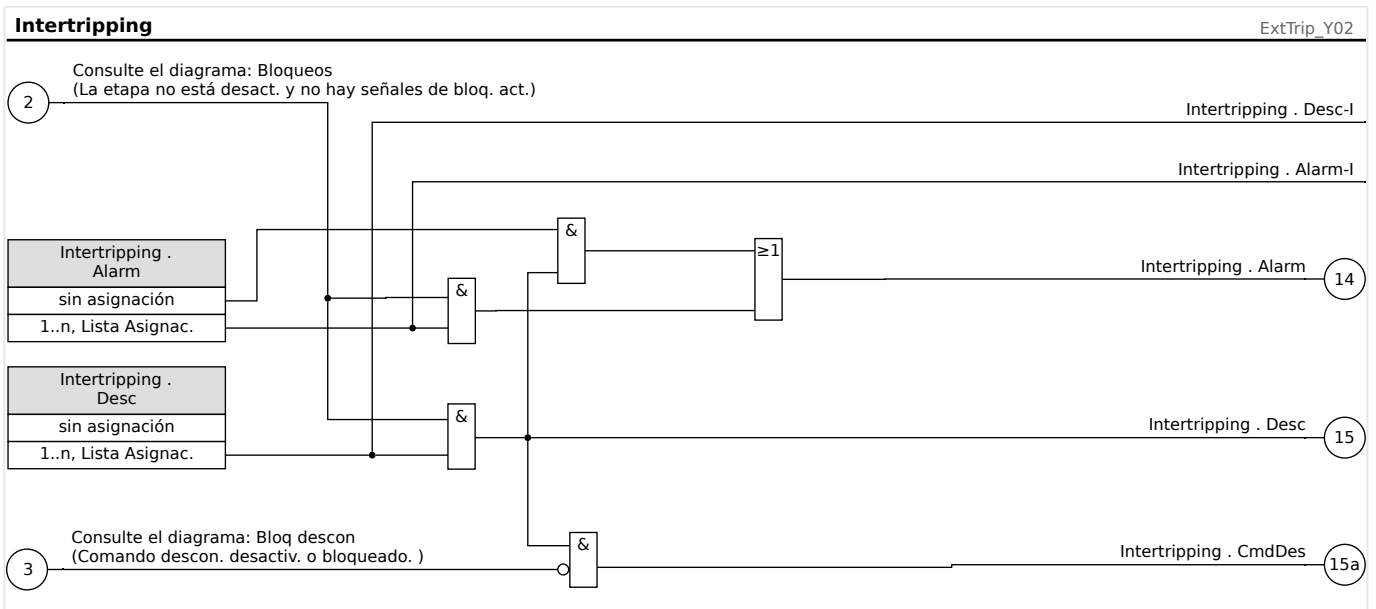 Intertripping
ExtTrip_Y02
Consulte el diagrama: Bloqueos
(La etapa no está desact. y no hay señales de bloq. act.)
2
Intertripping . Desc-I
Intertripping . Alarm-I
&
≥1
Intertripping .
Alarm
sin asignación
1..n, Lista Asignac.
&
Intertripping . Alarm
14
Intertripping .
Desc
sin asignación
1..n, Lista Asignac.
&
Intertripping . Desc
15
Consulte el diagrama: Bloq descon
(Comando descon. desactiv. o bloqueado. )
3
&
Intertripping . CmdDes
15a